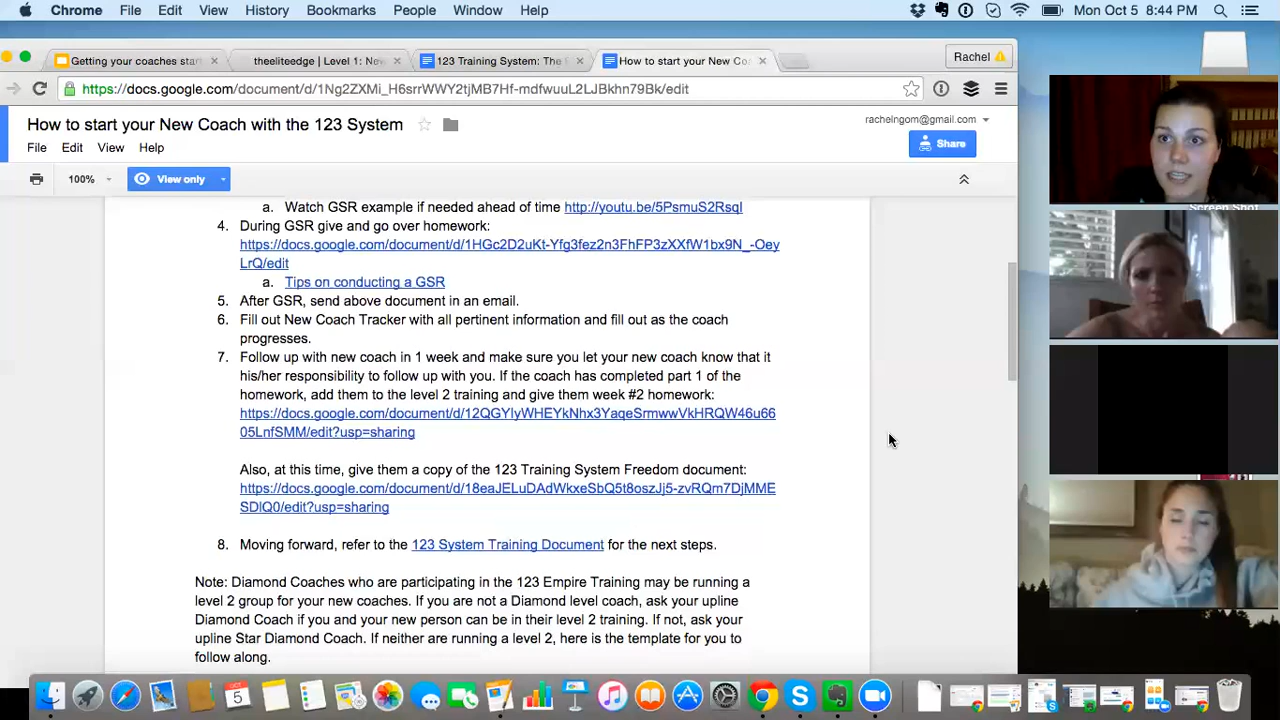 Chrome File Edit View History Bookmarks People Window Help Mon Oct 5 8:44 PM
Getting your coaches star
theeliteedge | Level 1: Nev
123 Training System: The
How to start your New Coa
Rachel
https://docs.google.com/document/d/1Ng2ZXMi_H6srrWWY2tjMB7Hf-mdfwuuL2LJBkhn79Bk/edit
How to start your New Coach with the 123 System
rachelngom@gmail.com
File Edit View Help
Share
100%
View only
a. Watch GSR example if needed ahead of time http://youtu.be/5PsmuS2RsqI
4. During GSR give and go over homework:
https://docs.google.com/document/d/1HGc2D2uKt-Yfg3fez2n3FhFP3zXXfW1bx9N_-Oey
LrQ/edit
a. Tips on conducting a GSR
5. After GSR, send above document in an email.
6. Fill out New Coach Tracker with all pertinent information and fill out as the coach
progresses.
7. Follow up with new coach in 1 week and make sure you let your new coach know that it
his/her responsibility to follow up with you. If the coach has completed part 1 of the
homework, add them to the level 2 training and give them week #2 homework:
https://docs.google.com/document/d/12QGYIyWHEYkNhx3YaqeSrmwwVkHRQW46u66
05LnfSMM/edit?usp=sharing
Also, at this time, give them a copy of the 123 Training System Freedom document:
https://docs.google.com/document/d/18eaJELuDAdWkxeSbQ5t8oszJj5-zvRQm7DjMME
SDlQ0/edit?usp=sharing
8. Moving forward, refer to the 123 System Training Document for the next steps.
Note: Diamond Coaches who are participating in the 123 Empire Training may be running a
level 2 group for your new coaches. If you are not a Diamond level coach, ask your upline
Diamond Coach if you and your new person can be in their level 2 training. If not, ask your
upline Star Diamond Coach. If neither are running a level 2, here is the template for you to
follow along.
Screen Shot
5